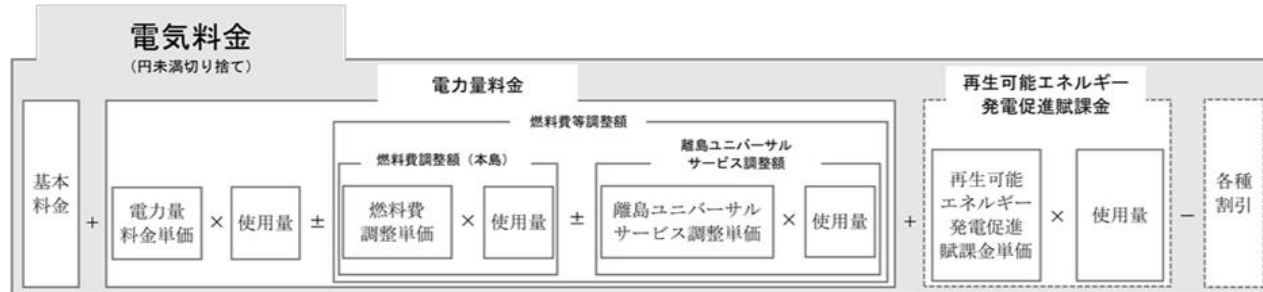 電気料金
(円未満切り捨て)
電力量料金
再生可能エネルギー
発電促進賦課金
燃料費等調整額
燃料費調整額（本島）
離島ユニバーサル
サービス調整額
基本
料金
+
電力量
料金単価
×
使用量
±
燃料費
調整単価
×
使用量
±
離島ユニバーサル
サービス調整単価
×
使用量
+
再生可能
エネルギー
発電促進
賦課金単価
×
使用量
−
各種
割引